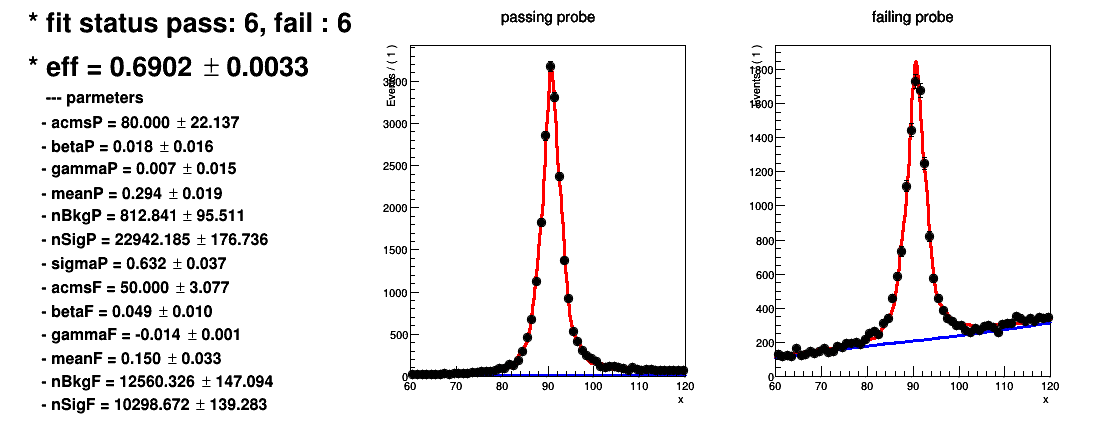 * fit status pass: 6, fail : 6
* eff = 0.6902 ± 0.0033
--- parmeters
- acmsP = 80.000 ± 22.137
- betaP = 0.018 ± 0.016
- gammaP = 0.007 ± 0.015
- meanP = 0.294 ± 0.019
- nBkgP = 812.841 ± 95.511
- nSigP = 22942.185 ± 176.736
- sigmaP = 0.632 ± 0.037
- acmsF = 50.000 ± 3.077
- betaF = 0.049 ± 0.010
- gammaF = -0.014 ± 0.001
- meanF = 0.150 ± 0.033
- nBkgF = 12560.326 ± 147.094
- nSigF = 10298.672 ± 139.283
passing probe
Events / ( 1 )
3500
3000
2500
2000
1500
1000
500
0
60 70 80 90 100 110 120
x
failing probe
Events / ( 1 )
1800
1600
1400
1200
1000
800
600
400
200
0
60 70 80 90 100 110 120
x